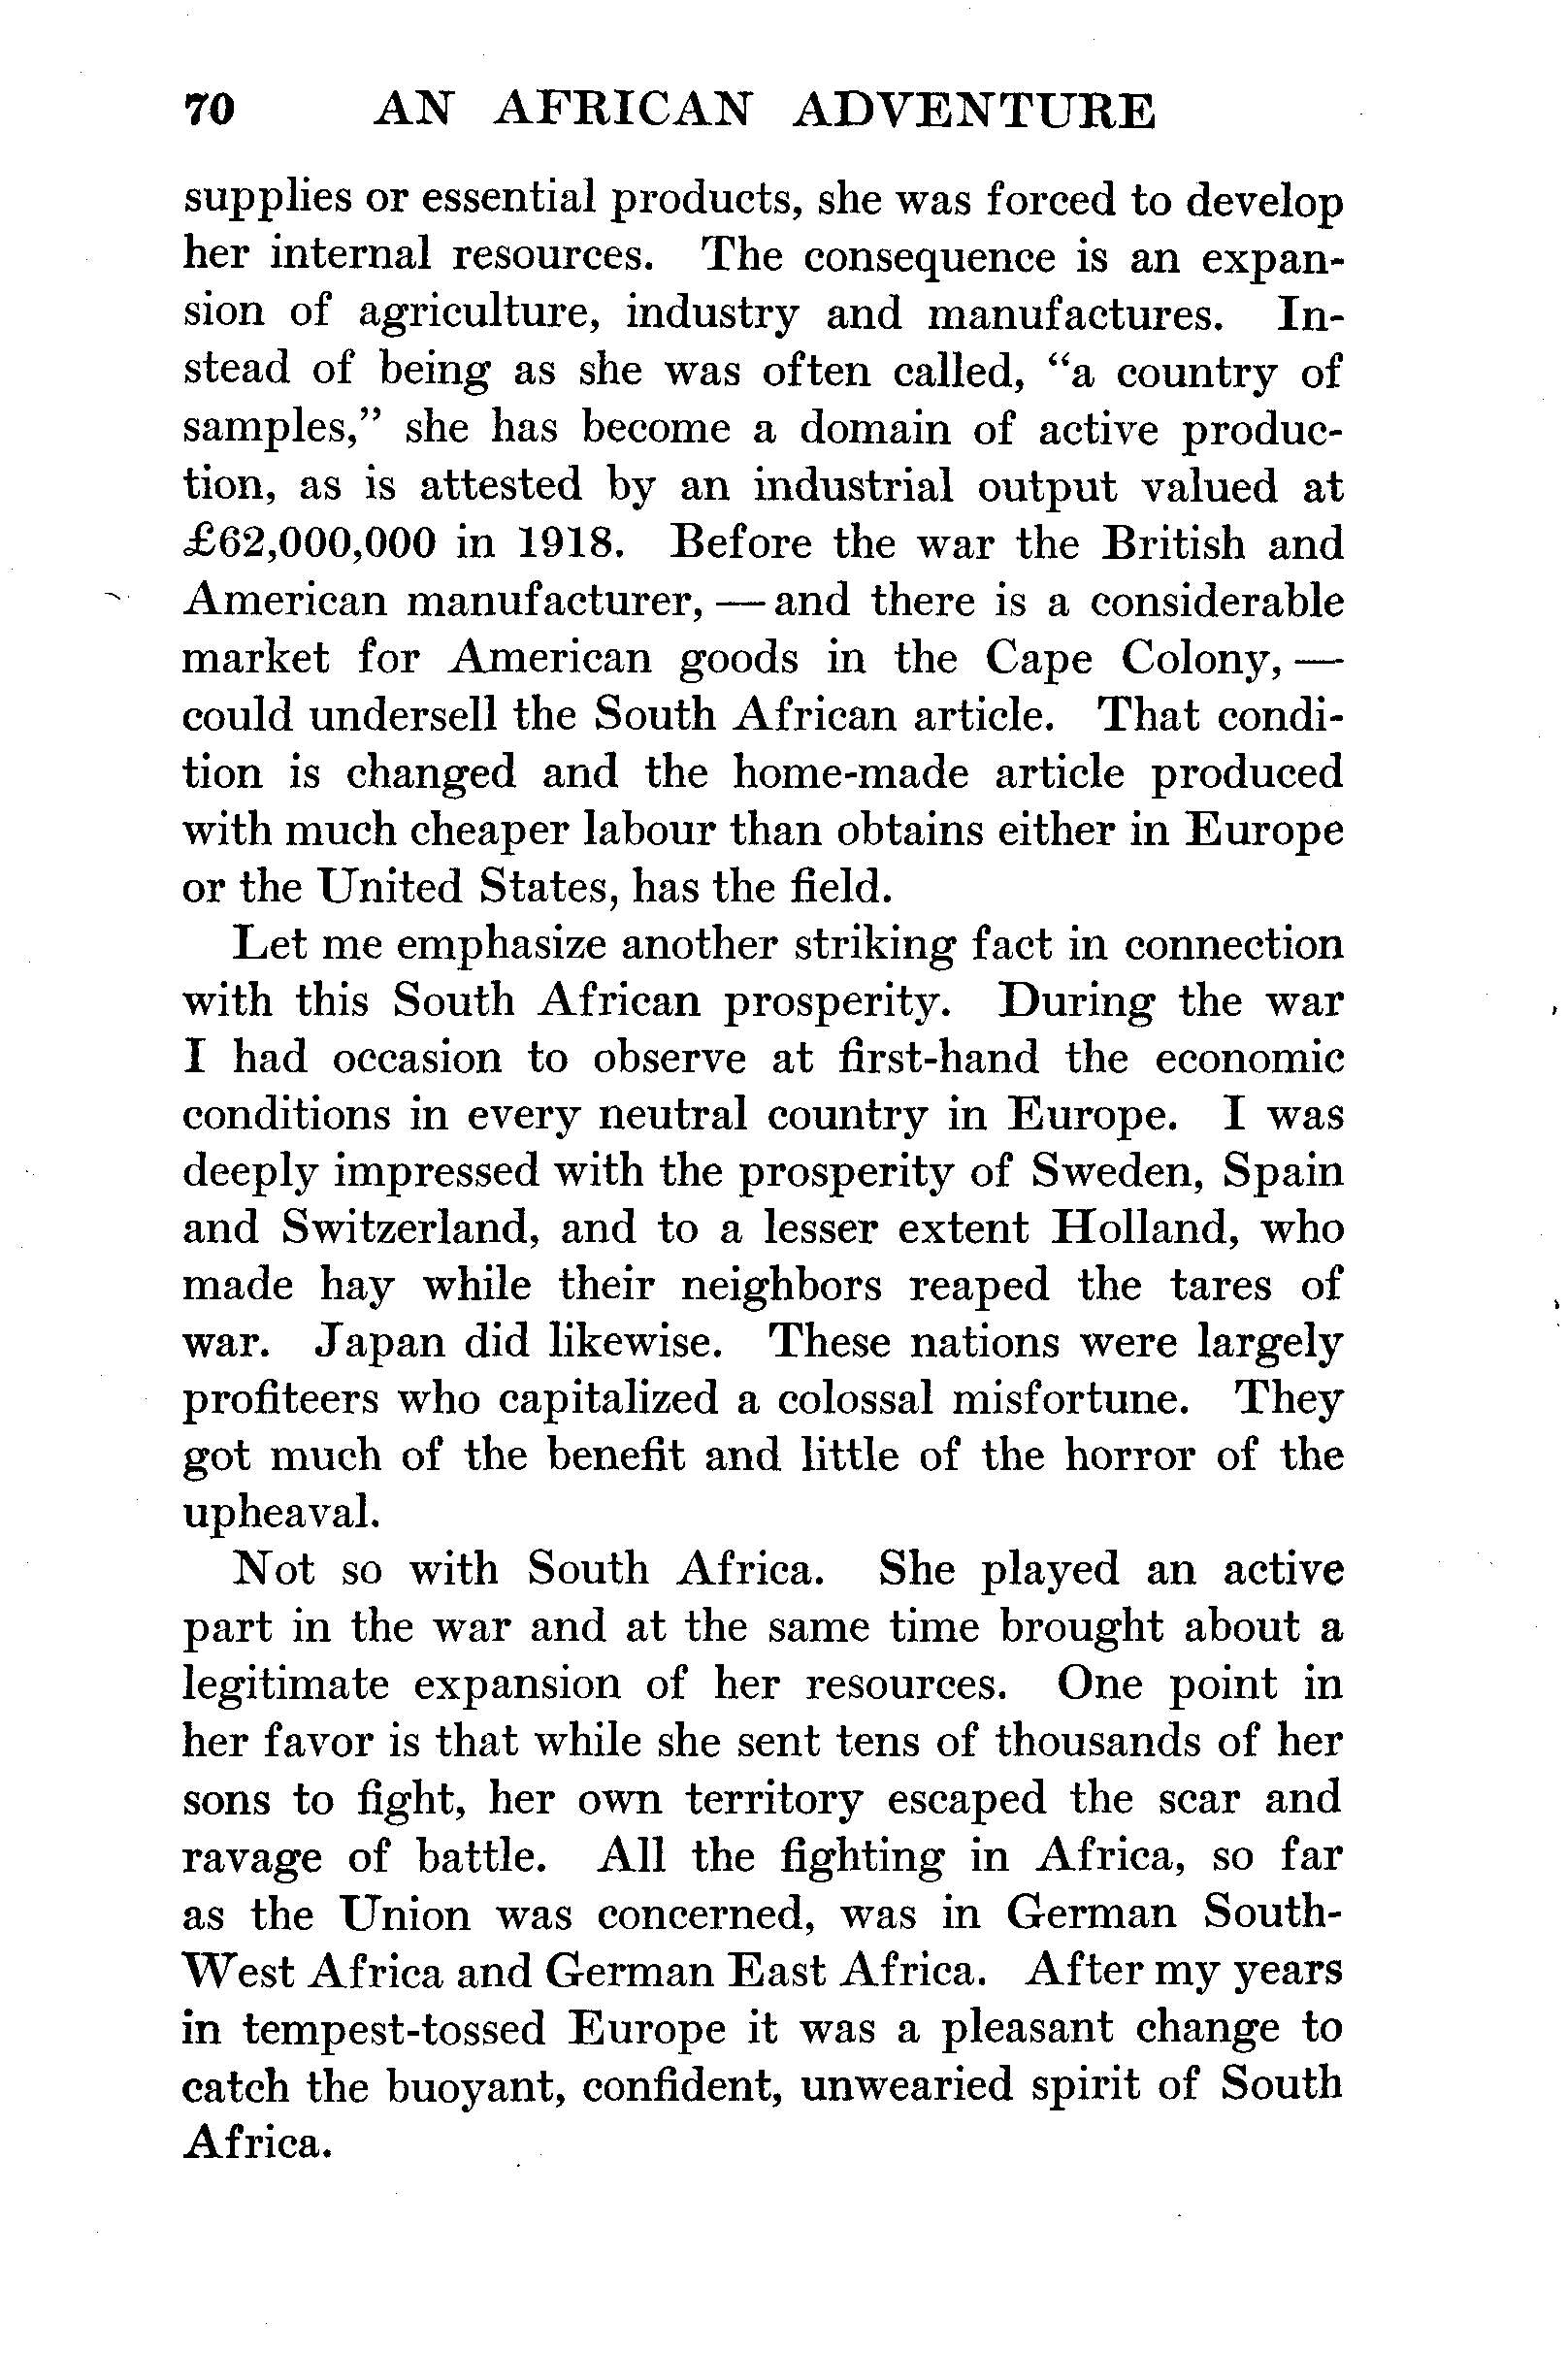 70 AN AFRICAN ADVENTURE
supplies or essential products, she was forced to develop
her internal resources. The consequence is an expan-
sion of agriculture, industry and manufactures. In-
stead of being as she was often called, “a country of
samples,” she has become a domain of active produc-
tion, as is attested by an industrial output valued at
£62,000,000 in 1918. Before the war the British and
American manufacturer, — and there is a considerable
market for American goods in the Cape Colony, —
could undersell the South African article. That condi-
tion is changed and the home-made article produced
with much cheaper labour than obtains either in Europe
or the United States, has the field.
Let me emphasize another striking fact in connection
with this South African prosperity. During the war
I had occasion to observe at first-hand the economic
conditions in every neutral country in Europe. I was
deeply impressed with the prosperity of Sweden, Spain
and Switzerland, and to a lesser extent Holland, who
made hay while their neighbors reaped the tares of
war. Japan did likewise. These nations were largely
profiteers who capitalized a colossal misfortune. They
got much of the benefit and little of the horror of the
upheaval.
Not so with South Africa. She played an active
part in the war and at the same time brought about a
legitimate expansion of her resources. One point in
her favor is that while she sent tens of thousands of her
sons to fight, her own territory escaped the scar and
ravage of battle. All the fighting in Africa, so far
as the Union was concerned, was in German South-
West Africa and German East Africa. After my years
in tempest-tossed Europe it was a pleasant change to
catch the buoyant, confident, unwearied spirit of South
Africa.